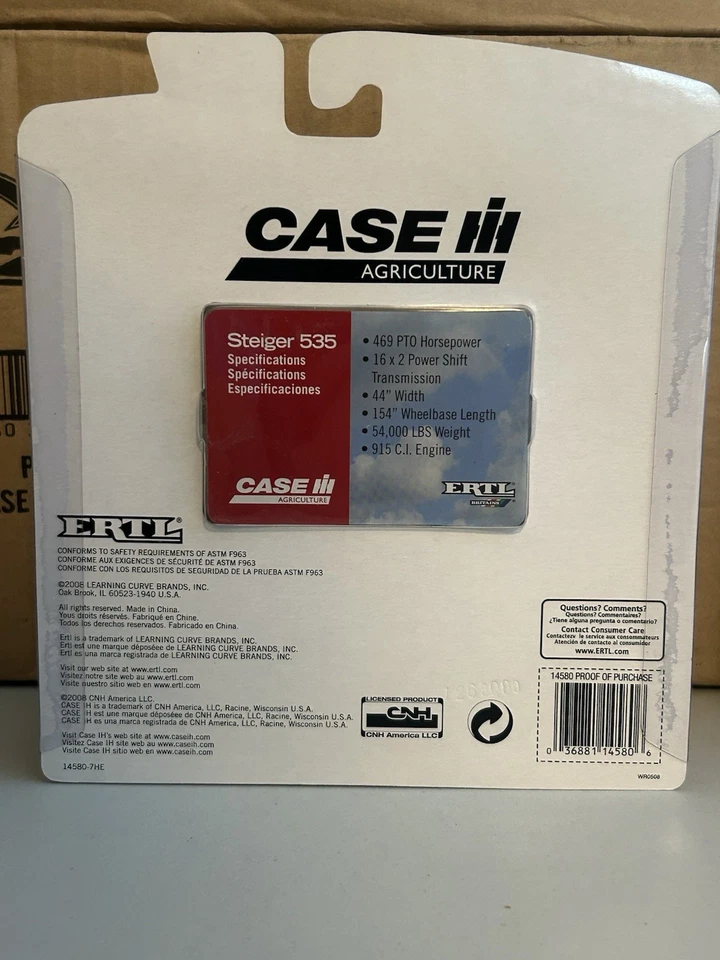 CASE IH
AGRICULTURE
Steiger 535
Specifications
Spécifications
Especificaciones
• 469 PTO Horsepower
• 16 x 2 Power Shift
Transmission
• 44" Width
• 154" Wheelbase Length
• 54,000 LBS Weight
• 915 C.I. Engine
CASE IH
AGRICULTURE
ERTL
BRITAINS
ERTL®
CONFORMS TO SAFETY REQUIREMENTS OF ASTM F963
CONFORME AUX EXIGENCES DE SÉCURITÉ DE ASTM F963
CONFORME CON LOS REQUISITOS DE SEGURIDAD DE LA PRUEBA ASTM F963
©2008 LEARNING CURVE BRANDS, INC.
Oak Brook, IL 60523-1940 U.S.A.
All rights reserved. Made in China.
Tous droits réservés. Fabriqué en Chine.
Todos los derechos reservados. Fabricado en China.
Ertl is a trademark of LEARNING CURVE BRANDS, INC.
Ertl est une marque déposée de LEARNING CURVE BRANDS, INC.
Ertl es una marca registrada de LEARNING CURVE BRANDS, INC.
Visit our web site at www.ertl.com
Visitez notre site web au www.ertl.com
Visite nuestro sitio web en www.ertl.com
©2008 CNH America LLC.
CASE IH is a trademark of CNH America, LLC, Racine, Wisconsin U.S.A.
CASE IH est une marque déposée de CNH America, LLC, Racine, Wisconsin U.S.A.
CASE IH es una marca registrada de CNH America, LLC, Racine, Wisconsin U.S.A.
Visit Case IH's web site at www.caseih.com
Visitez Case IH site web au www.caseih.com
Visite Case IH sitio web en www.caseih.com
14580-7HE
LICENSED PRODUCT
CNH
CNH America LLC
Questions? Comments?
Questions? Commentaires?
¿Tiene alguna pregunta o comentario?
Contact Consumer Care
Contactezv le service aux consommateurs
Atención de contacto al consumidor
www.ERTL.com
14580 PROOF OF PURCHASE
0 36881 14580 6
WR0508